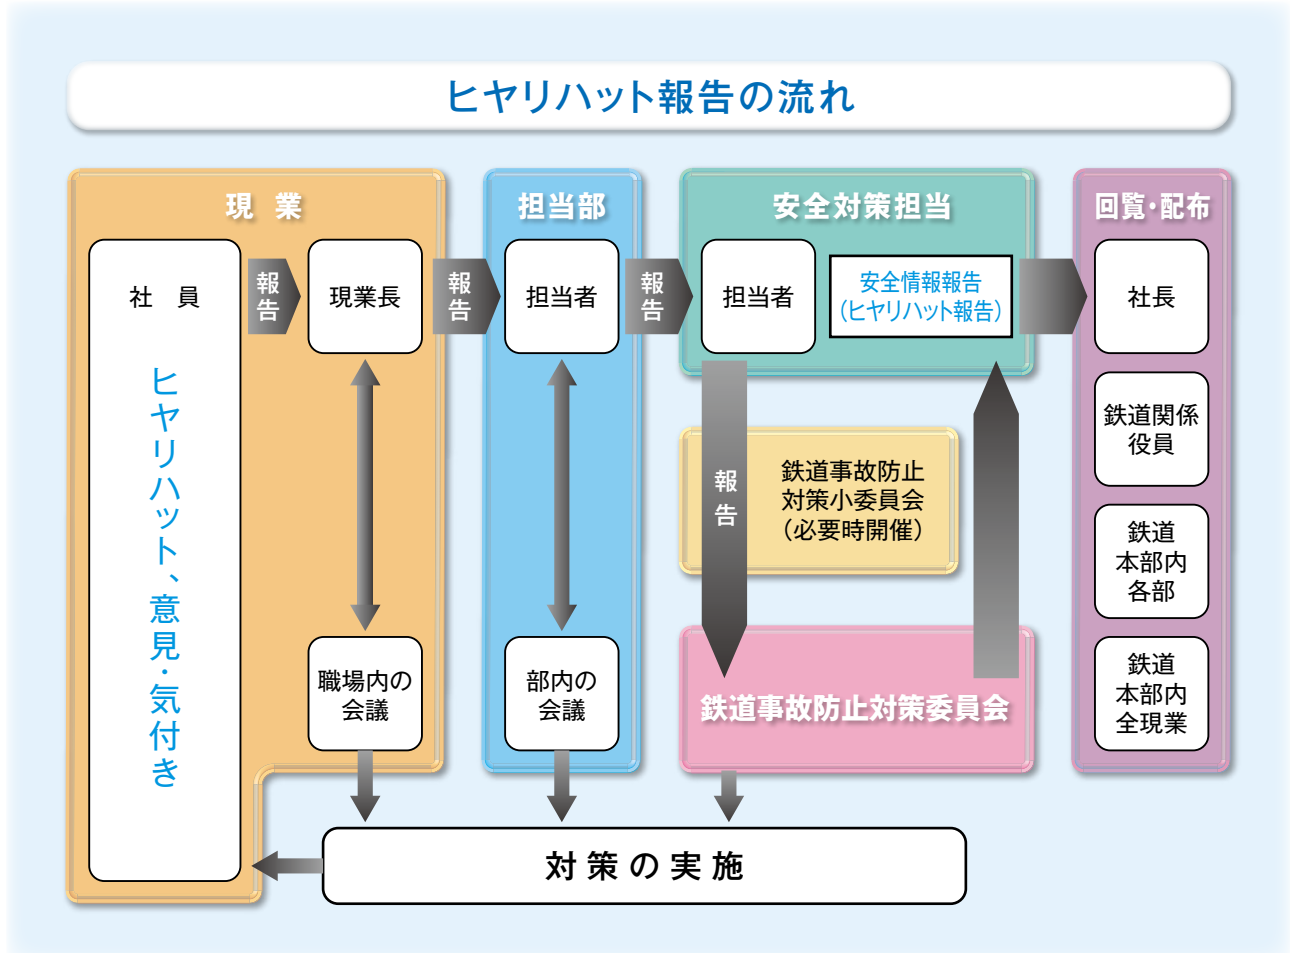 ヒヤリハット報告の流れ
現 業
社 員
ヒヤリハット、意見・気付き
報告
現業長
職場内の
会議
報告
担当部
担当者
部内の
会議
報告
安全対策担当
担当者
安全情報報告
（ヒヤリハット報告）
報告
鉄道事故防止
対策小委員会
（必要時開催）
鉄道事故防止対策委員会
回覧・配布
社長
鉄道関係
役員
鉄道
本部内
各部
鉄道
本部内
全現業
対策の実施